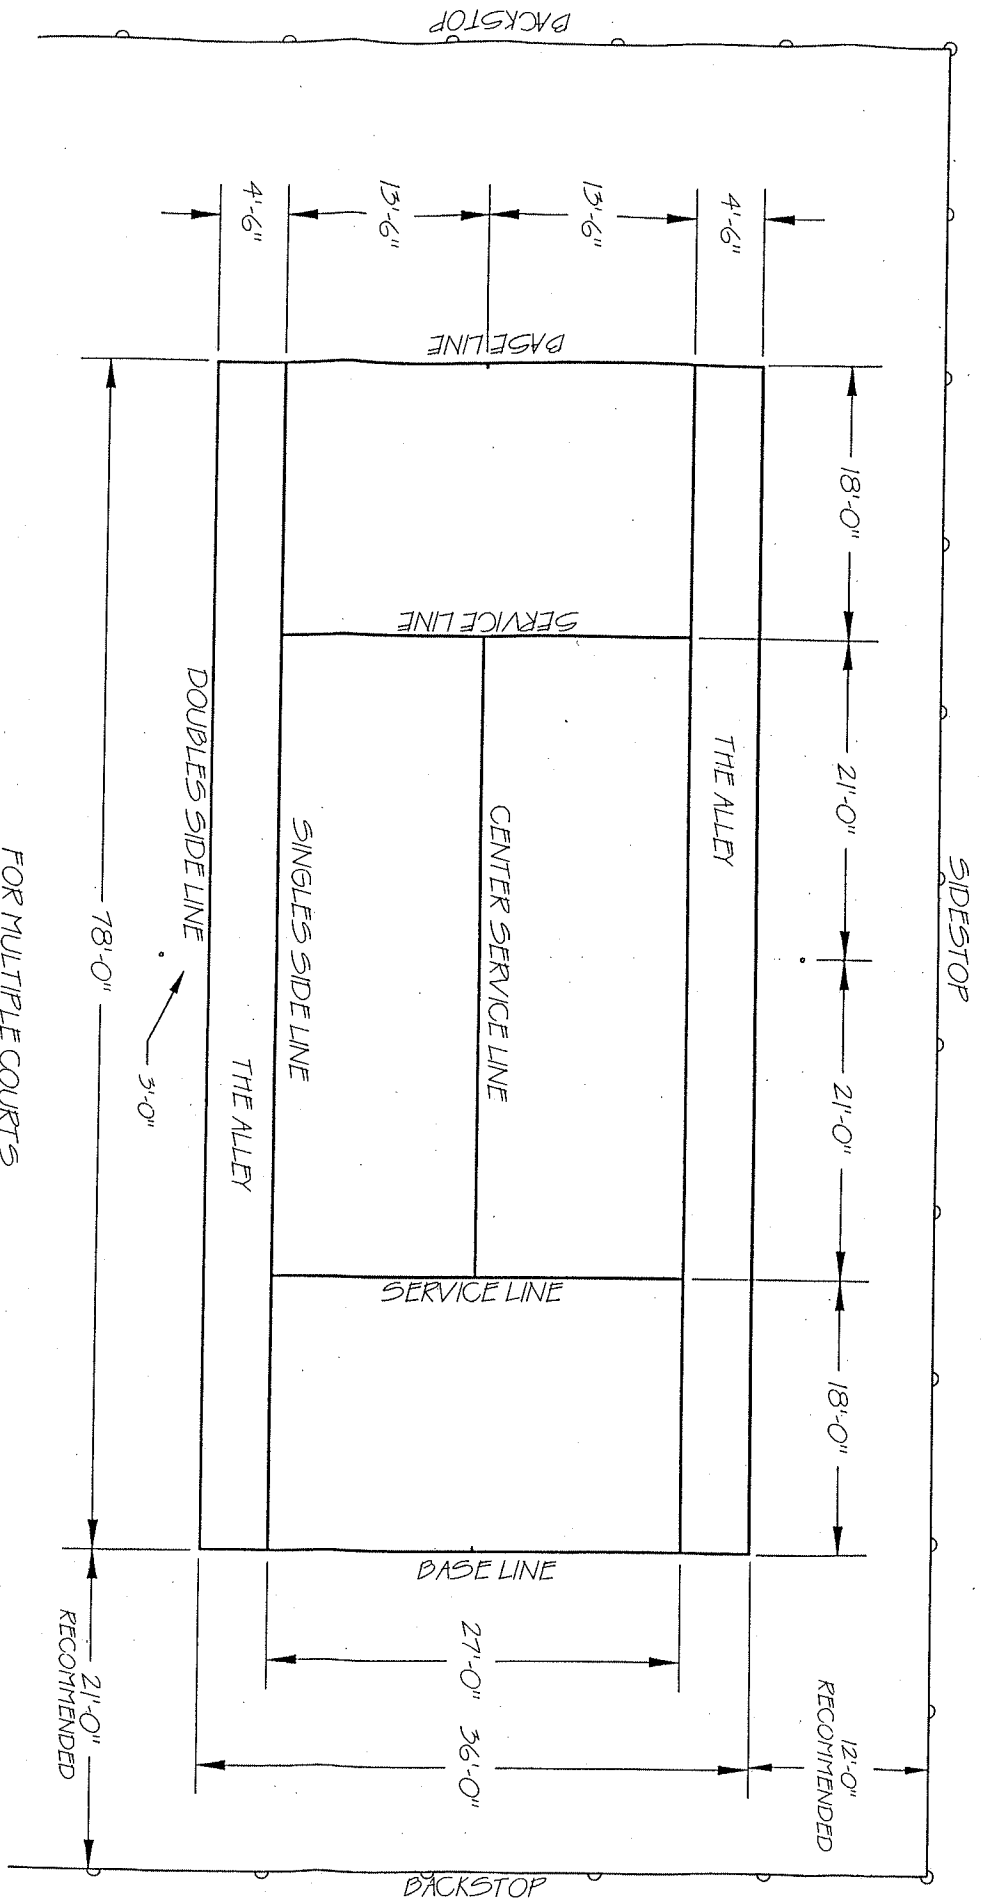 BACKSTOP
4'-6"
13'-6"
13'-6"
4'-6"
BASE LINE
18'-0"
SERVICE LINE
21'-0"
THE ALLEY
SIDESTOP
DOUBLES SIDE LINE
SINGLES SIDE LINE
CENTER SERVICE LINE
FOR MULTIPLE COURTS
78'-0"
3'-0"
THE ALLEY
21'-0"
SERVICE LINE
18'-0"
BASE LINE
27'-0"
36'-0"
12'-0"
RECOMMENDED
21'-0"
RECOMMENDED
BACKSTOP